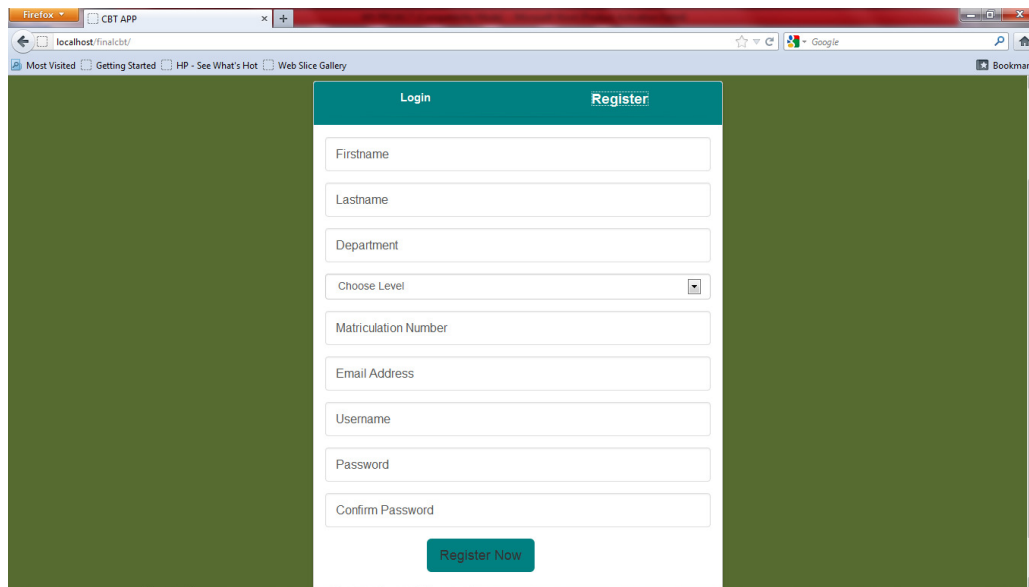 Firefox
CBT APP
localhost/finalcbt/
Google
Most Visited Getting Started HP - See What's Hot Web Slice Gallery
Bookmar
Login Register
Firstname
Lastname
Department
Choose Level
Matriculation Number
Email Address
Username
Password
Confirm Password
Register Now